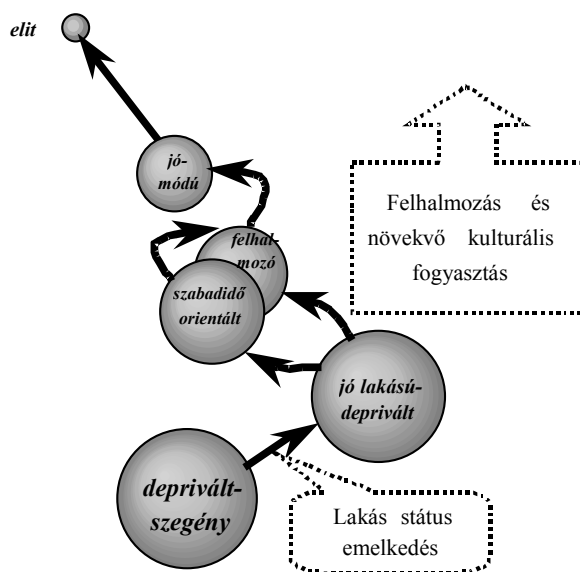 elit
jó-
módú
felhal-
mozó
szabadidő
orientált
jó lakású-
deprivált
deprivált-
szegény
Felhalmozás és
növekvő kulturális
fogyasztás
Lakás státus
emelkedés